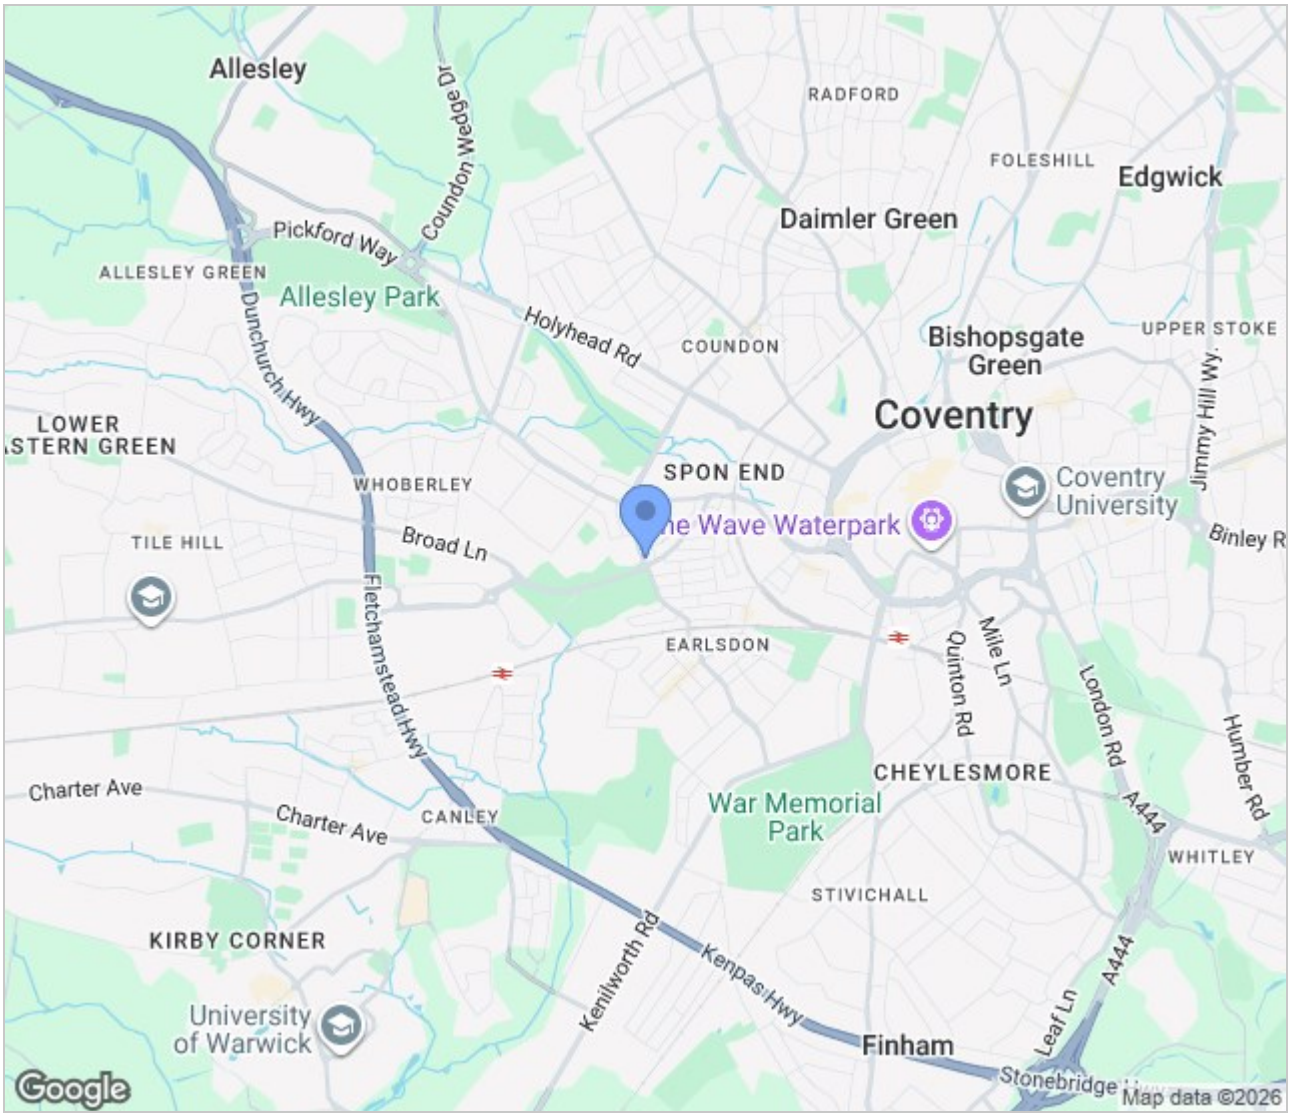 Allesley
Coundon Wedge Dr
RADFORD
FOLESHILL
Edgwick
Daimler Green
Pickford Way
ALLESLEY GREEN
Allesley Park
Dunchurch Hwy
Holyhead Rd
COUNDON
Bishopsgate
Green
UPPER STOKE
Jimmy Hill Wy.
LOWER
ASTERN GREEN
Coventry
WHOBERLEY
SPON END
Coventry
University
he Wave Waterpark
Broad Ln
TILE HILL
Binley R
Fletchamstead Hwy
EARLSDON
Quinton Rd
Mile Ln
London Rd
Humber Rd
CHEYLESMORE
Charter Ave
Charter Ave
CANLEY
War Memorial
Park
A444
WHITLEY
STIVICHALL
KIRBY CORNER
Kenilworth Rd
Kenpas Hwy
A444
University
of Warwick
Leaf Ln
Finham
Stonebridge Hwy
Google
Map data ©2026